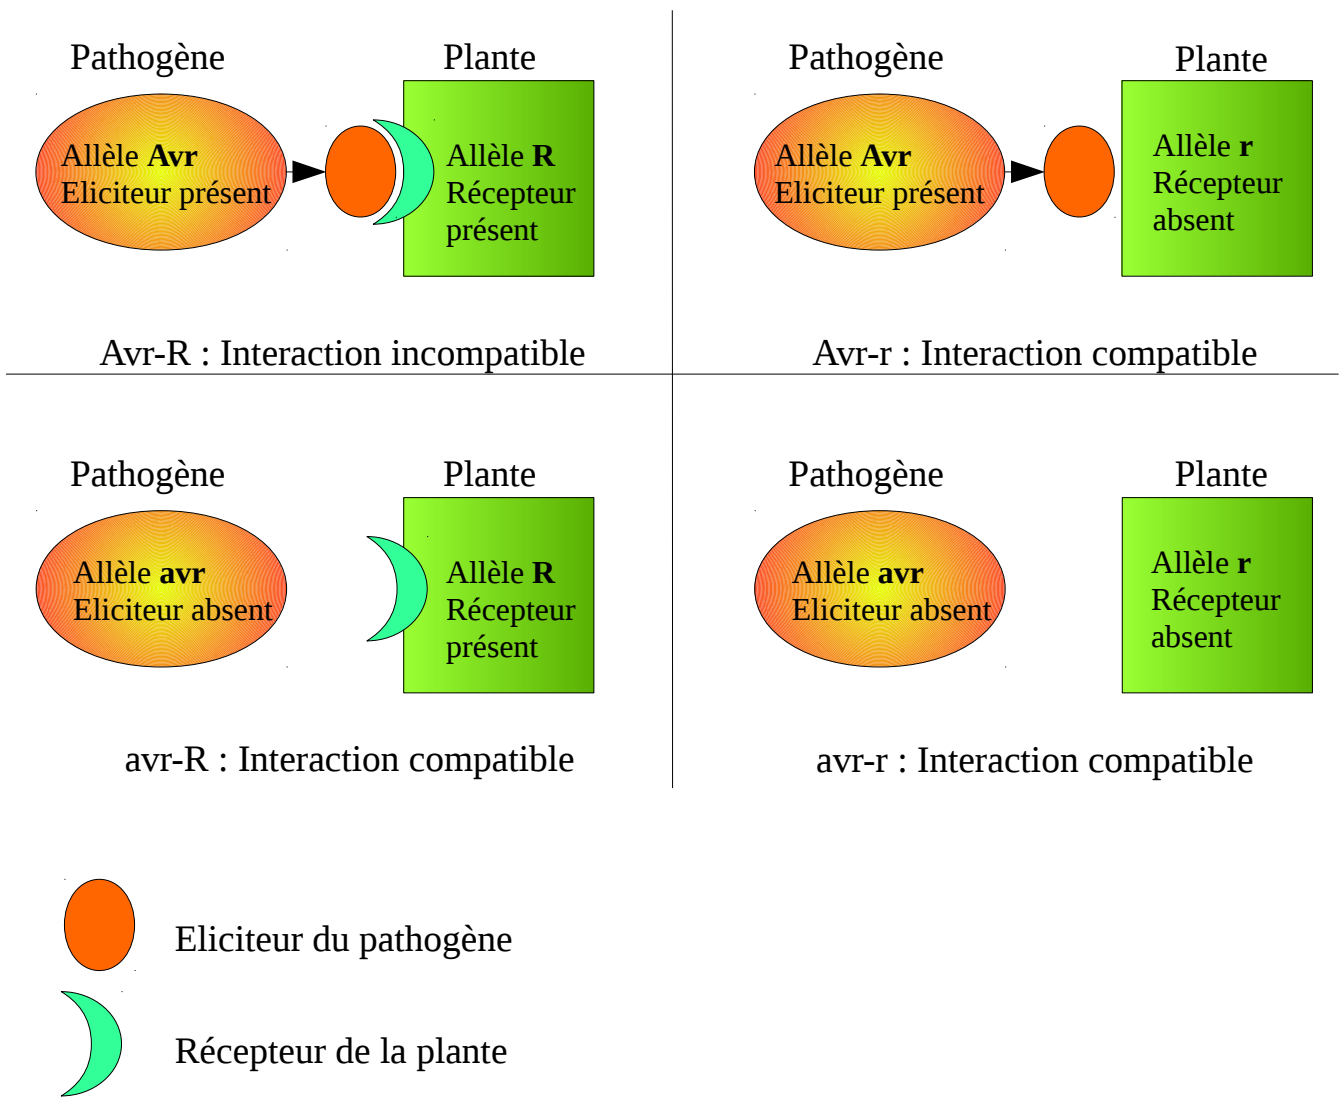 Pathogène
Plante
Allèle Avr
Eliciteur présent
Allèle R
Récepteur
présent
Avr-R : Interaction incompatible
Pathogène
Plante
Allèle Avr
Eliciteur présent
Allèle r
Récepteur
absent
Avr-r : Interaction compatible
Pathogène
Plante
Allèle avr
Eliciteur absent
Allèle R
Récepteur
présent
avr-R : Interaction compatible
Pathogène
Plante
Allèle avr
Eliciteur absent
Allèle r
Récepteur
absent
avr-r : Interaction compatible
Eliciteur du pathogène
Récepteur de la plante